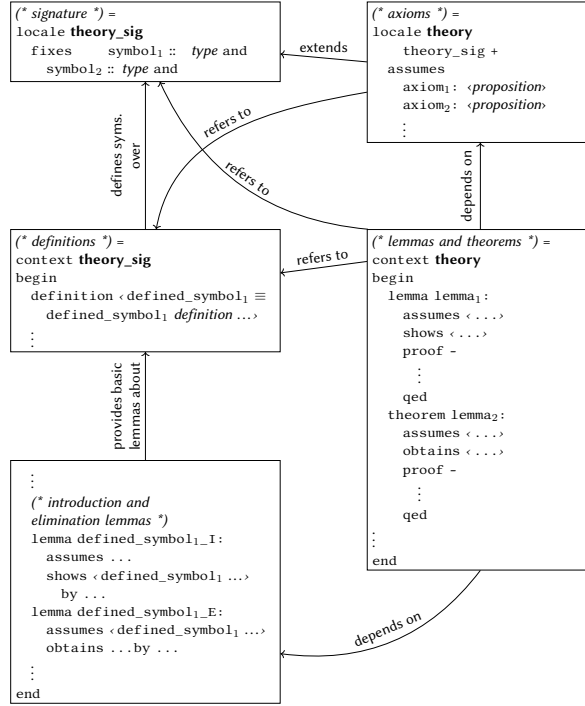 (* signature *) =
locale theory_sig
fixes symbol₁ :: type and
symbol₂ :: type and
extends
(* axioms *) =
locale theory
theory_sig +
assumes
axiom₁: ‹proposition›
axiom₂: ‹proposition›
⋮
refers to
refers to
defines syms.
over
depends on
(* definitions *) =
context theory_sig
begin
definition ‹defined_symbol₁ ≡
defined_symbol₁ definition ...›
⋮
refers to
(* lemmas and theorems *) =
context theory
begin
lemma lemma₁:
assumes ‹...›
shows ‹...›
proof -
⋮
qed
theorem lemma₂:
assumes ‹...›
obtains ‹...›
proof -
⋮
qed
⋮
end
provides basic
lemmas about
⋮
(* introduction and
elimination lemmas *)
lemma defined_symbol₁_I:
assumes ...
shows ‹defined_symbol₁ ...›
by ...
lemma defined_symbol₁_E:
assumes ‹defined_symbol₁ ...›
obtains ...by ...
⋮
end
depends on